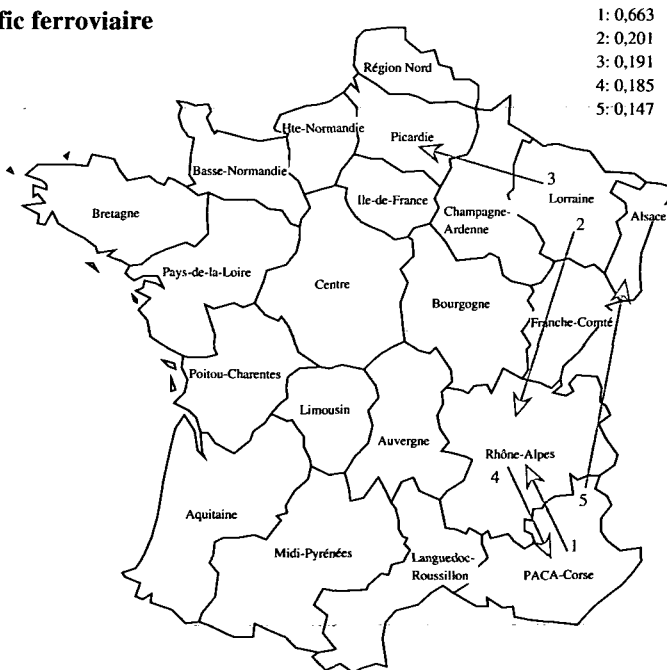 fic ferroviaire
1: 0,663
2: 0,201
3: 0,191
4: 0,185
5: 0,147
Région Nord
Hte-Normandie
Picardie
Basse-Normandie
3
Ile-de-France
Lorraine
Champagne-
Ardenne
Alsace
Bretagne
2
Pays-de-la-Loire
Centre
Bourgogne
Franche-Comté
Poitou-Charentes
Limousin
Auvergne
Rhône-Alpes
4
5
Aquitaine
1
Midi-Pyrénées
Languedoc-
Roussillon
PACA-Corse